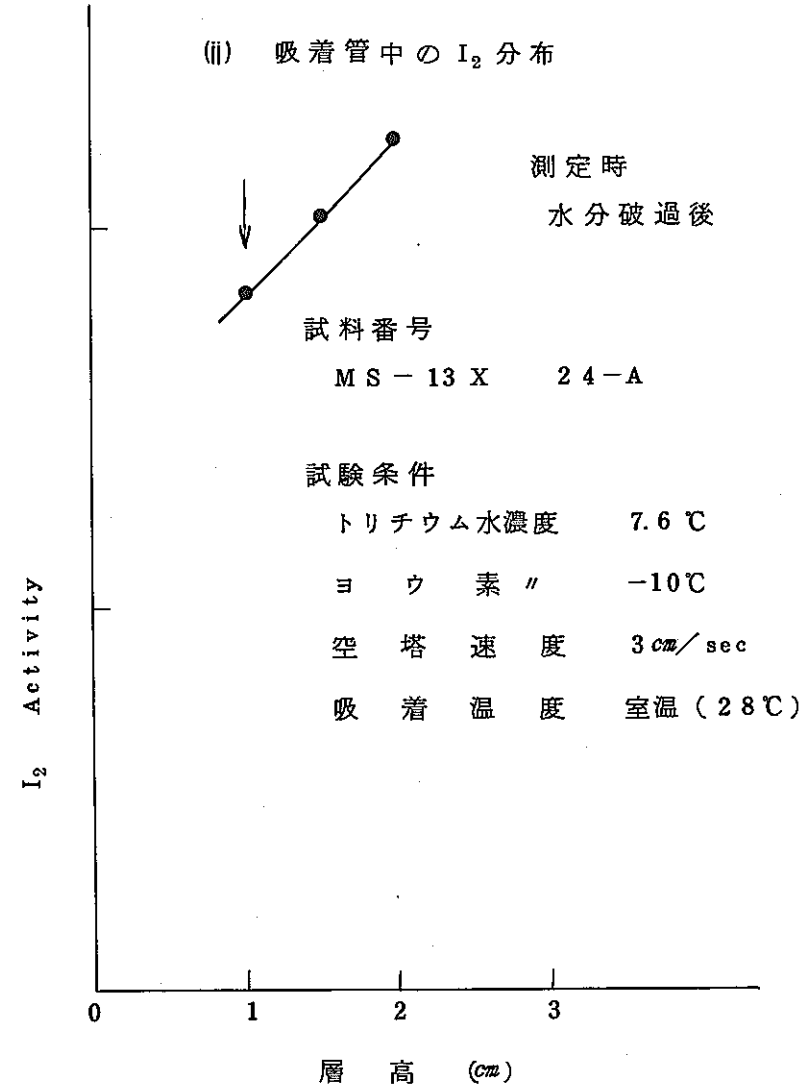 (ii) 吸着管中の I₂ 分布
測定時
水分破過後
試料番号
MS-13X 24-A
試験条件
トリチウム水濃度 7.6 ℃
ヨウ素 〃 -10℃
空塔速度 3cm/sec
吸着温度 室温(28℃)
I₂ Activity
0 1 2 3
層高 (cm)